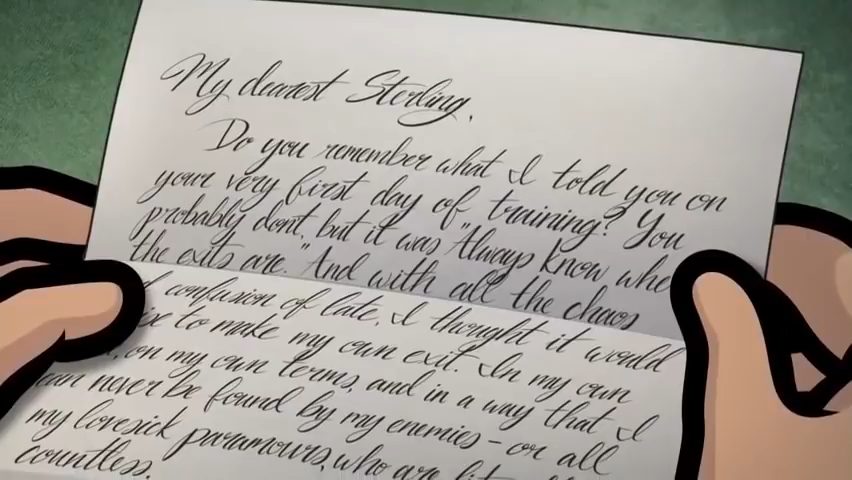 My dearest Sterling,
Do you remember what I told you on
your very first day of training? You
probably don't, but it was "Always know
the exits are." And with all the chaos
confusion of late, I thought it would
to make my own exit. In my own
on my own terms, and in a way that I
can never be found by my enemies - or all
my lovesick paramours, who are
countless.